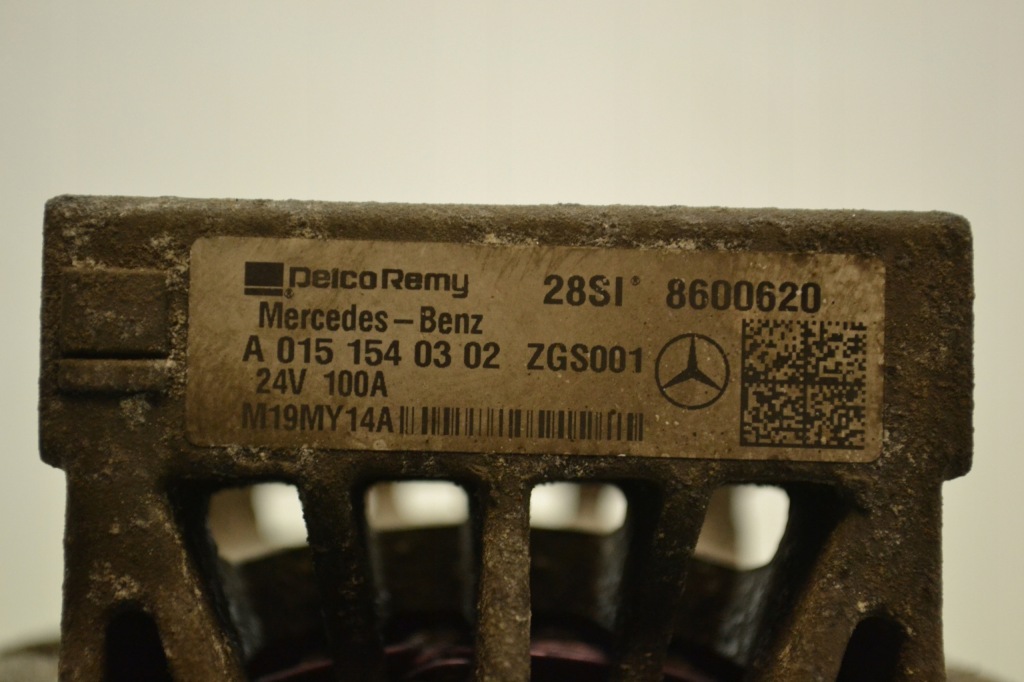 DelcoRemy® 28SI® 8600620
Mercedes-Benz
A 015 154 03 02 ZGS001
24V 100A
M19MY14A